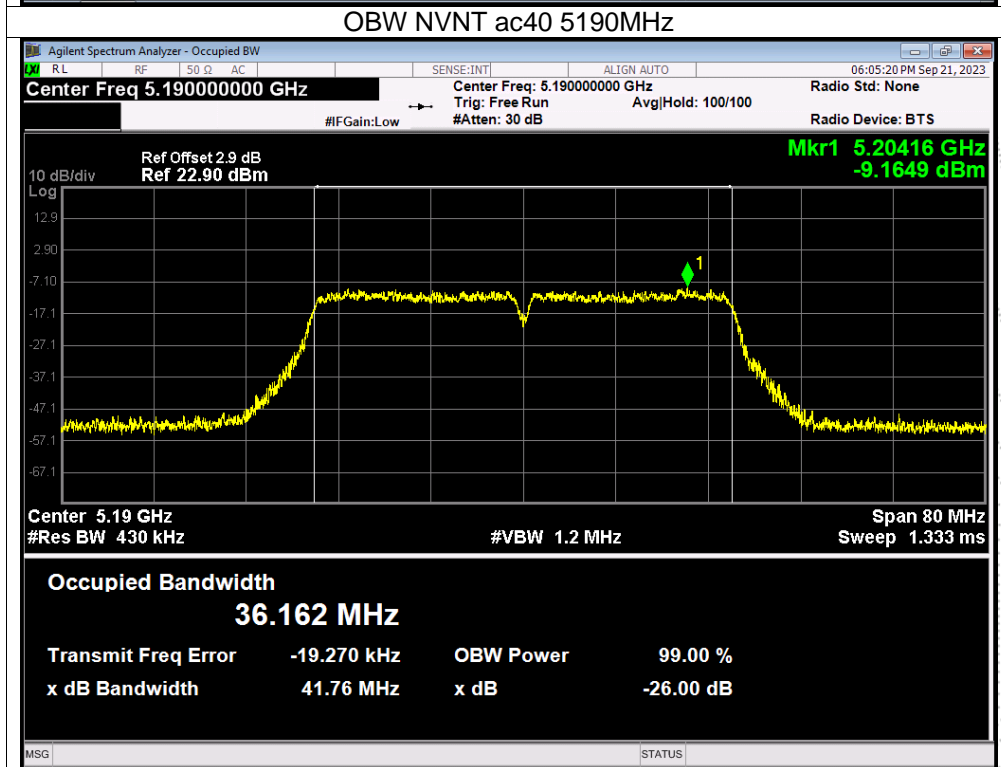 OBW NVNT ac40 5190MHz
Agilent Spectrum Analyzer - Occupied BW
LXI RL RF 50 Ω AC SENSE:INT ALIGN AUTO 06:05:20 PM Sep 21, 2023
Center Freq 5.190000000 GHz Center Freq: 5.190000000 GHz Radio Std: None
Trig: Free Run Avg|Hold: 100/100
#IFGain:Low #Atten: 30 dB Radio Device: BTS
Mkr1 5.20416 GHz
-9.1649 dBm
Ref Offset 2.9 dB
10 dB/div Ref 22.90 dBm
Log
12.9
2.90
1
-7.10
-17.1
-27.1
-37.1
-47.1
-57.1
-67.1
Center 5.19 GHz Span 80 MHz
#Res BW 430 kHz #VBW 1.2 MHz Sweep 1.333 ms
Occupied Bandwidth
36.162 MHz
Transmit Freq Error -19.270 kHz OBW Power 99.00 %
x dB Bandwidth 41.76 MHz x dB -26.00 dB
MSG STATUS